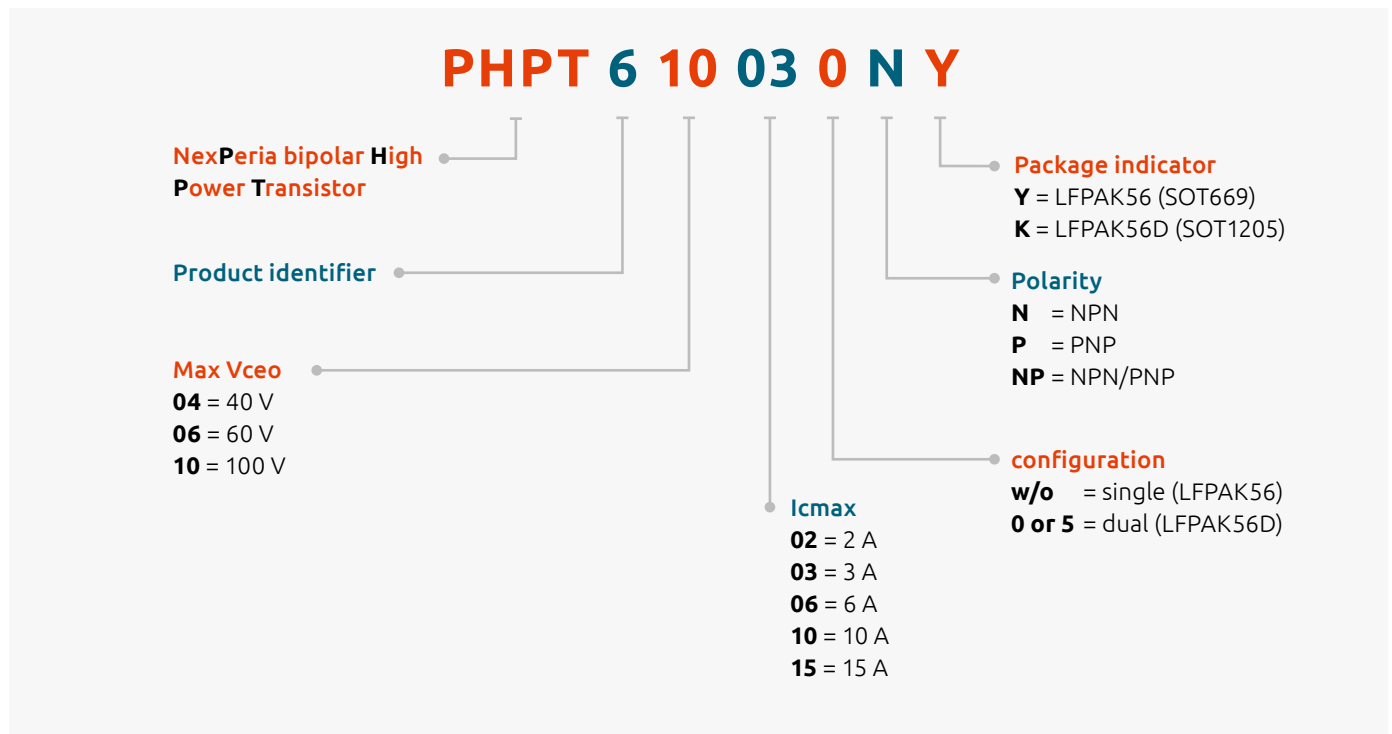 PHPT 6 10 03 0 N Y
NexPeria bipolar High
Power Transistor
Product identifier
Max Vceo
04 = 40 V
06 = 60 V
10 = 100 V
Icmax
02 = 2 A
03 = 3 A
06 = 6 A
10 = 10 A
15 = 15 A
Package indicator
Y = LFPAK56 (SOT669)
K = LFPAK56D (SOT1205)
Polarity
N = NPN
P = PNP
NP = NPN/PNP
configuration
w/o = single (LFPAK56)
0 or 5 = dual (LFPAK56D)